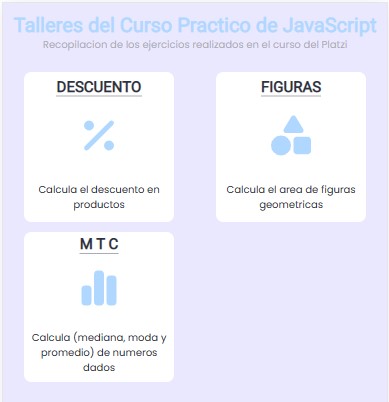 Talleres del Curso Practico de JavaScript
Recopilacion de los ejercicios realizados en el curso del Platzi
DESCUENTO
Calcula el descuento en
productos
FIGURAS
Calcula el area de figuras
geometricas
M T C
Calcula (mediana, moda y
promedio) de numeros
dados